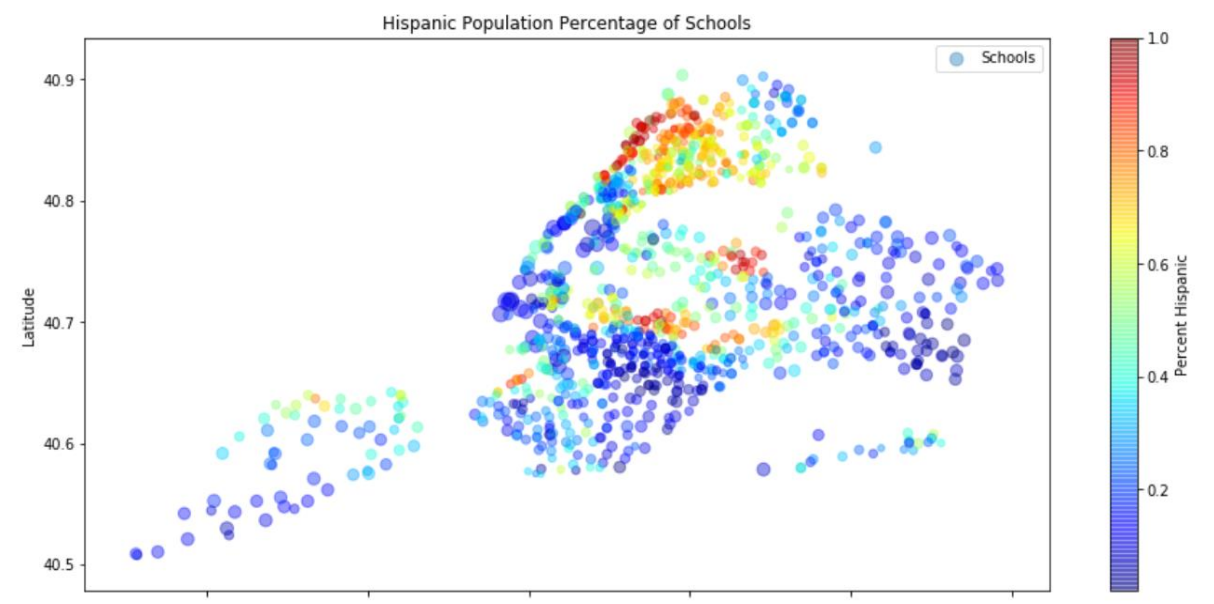 Hispanic Population Percentage of Schools
Schools
40.9
40.8
40.7
40.6
40.5
Latitude
1.0
0.8
0.6
0.4
0.2
Percent Hispanic